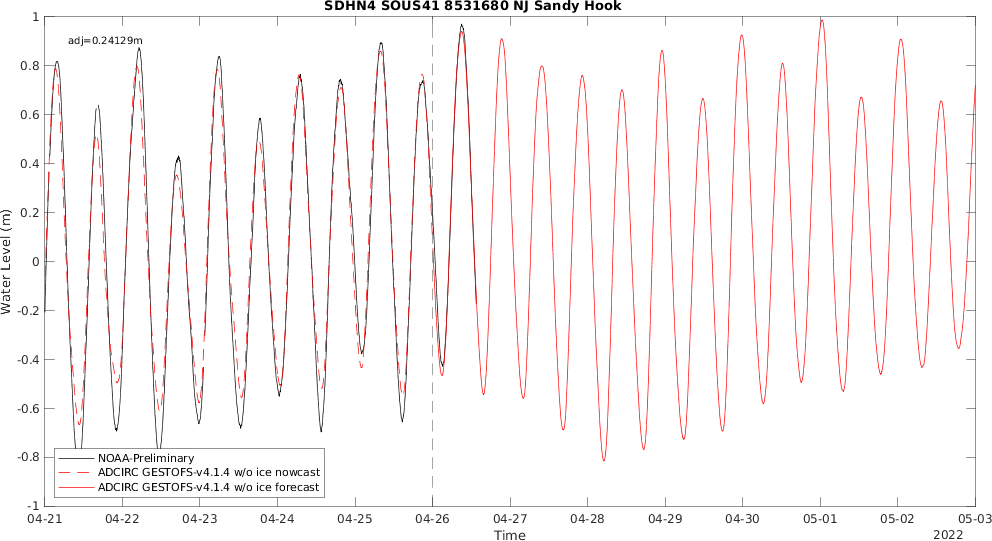 SDHN4 SOUS41 8531680 NJ Sandy Hook
adj=0.24129m
1
0.8
0.6
0.4
0.2
0
-0.2
-0.4
-0.6
-0.8
-1
Water Level (m)
NOAA-Preliminary
ADCIRC GESTOFS-v4.1.4 w/o ice nowcast
ADCIRC GESTOFS-v4.1.4 w/o ice forecast
04-21 04-22 04-23 04-24 04-25 04-26 04-27 04-28 04-29 04-30 05-01 05-02 05-03
Time
2022